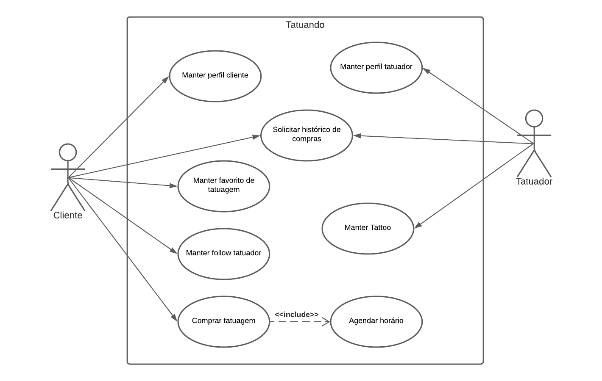 Tatuando
Manter perfil cliente
Manter perfil tatuador
Solicitar histórico de
compras
Manter favorito de
tatuagem
Manter Tattoo
Manter follow tatuador
Comprar tatuagem
<<include>>
Agendar horário
Cliente
Tatuador